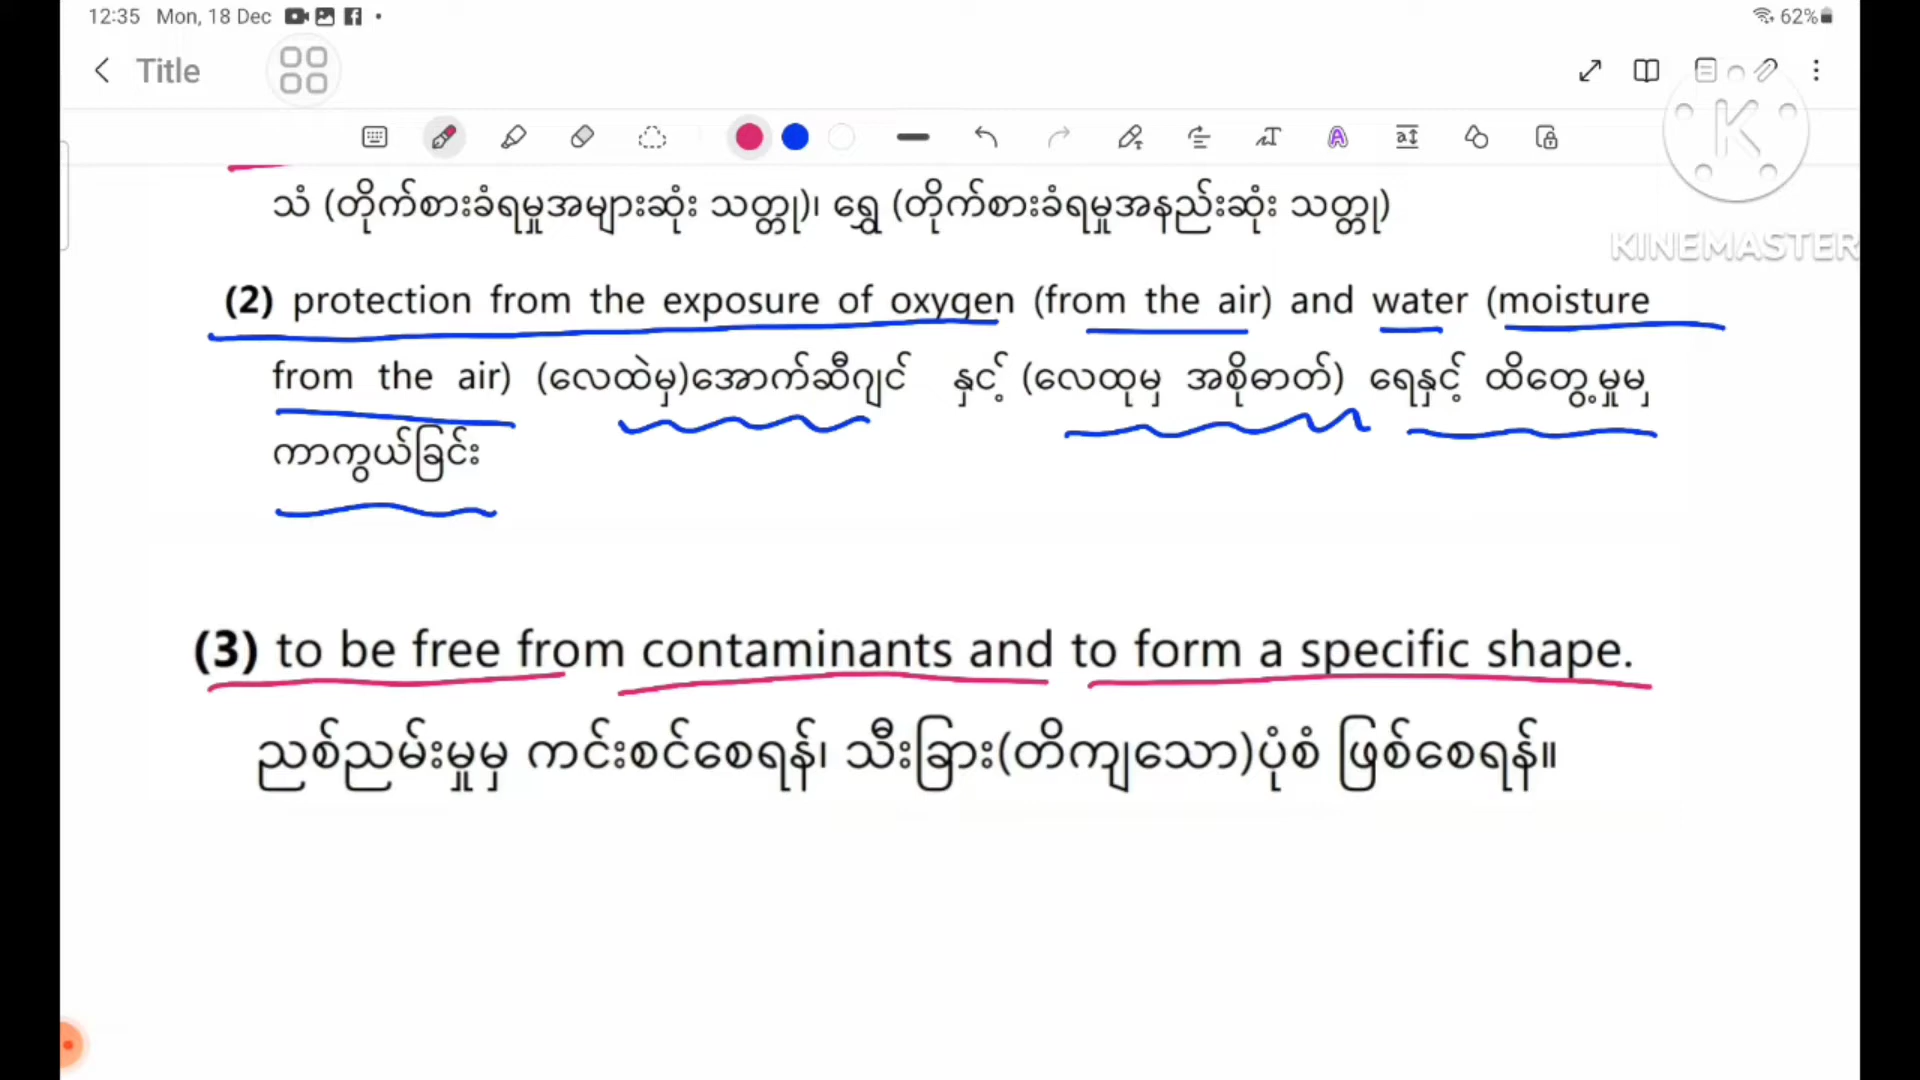 12:35 Mon, 18 Dec 62%
Title
KINEMASTER
သံ (တိုက်စားခံရမှုအများဆုံး သတ္တု)၊ ရွှေ (တိုက်စားခံရမှုအနည်းဆုံး သတ္တု)
(2) protection from the exposure of oxygen (from the air) and water (moisture
from the air) (လေထဲမှ)အောက်ဆီဂျင် နှင့် (လေထုမှ အစိုဓာတ်) ရေနှင့် ထိတွေ့မှုမှ
ကာကွယ်ခြင်း
(3) to be free from contaminants and to form a specific shape.
ညစ်ညမ်းမှုမှ ကင်းစင်စေရန်၊ သီးခြား(တိကျသော)ပုံစံ ဖြစ်စေရန်။